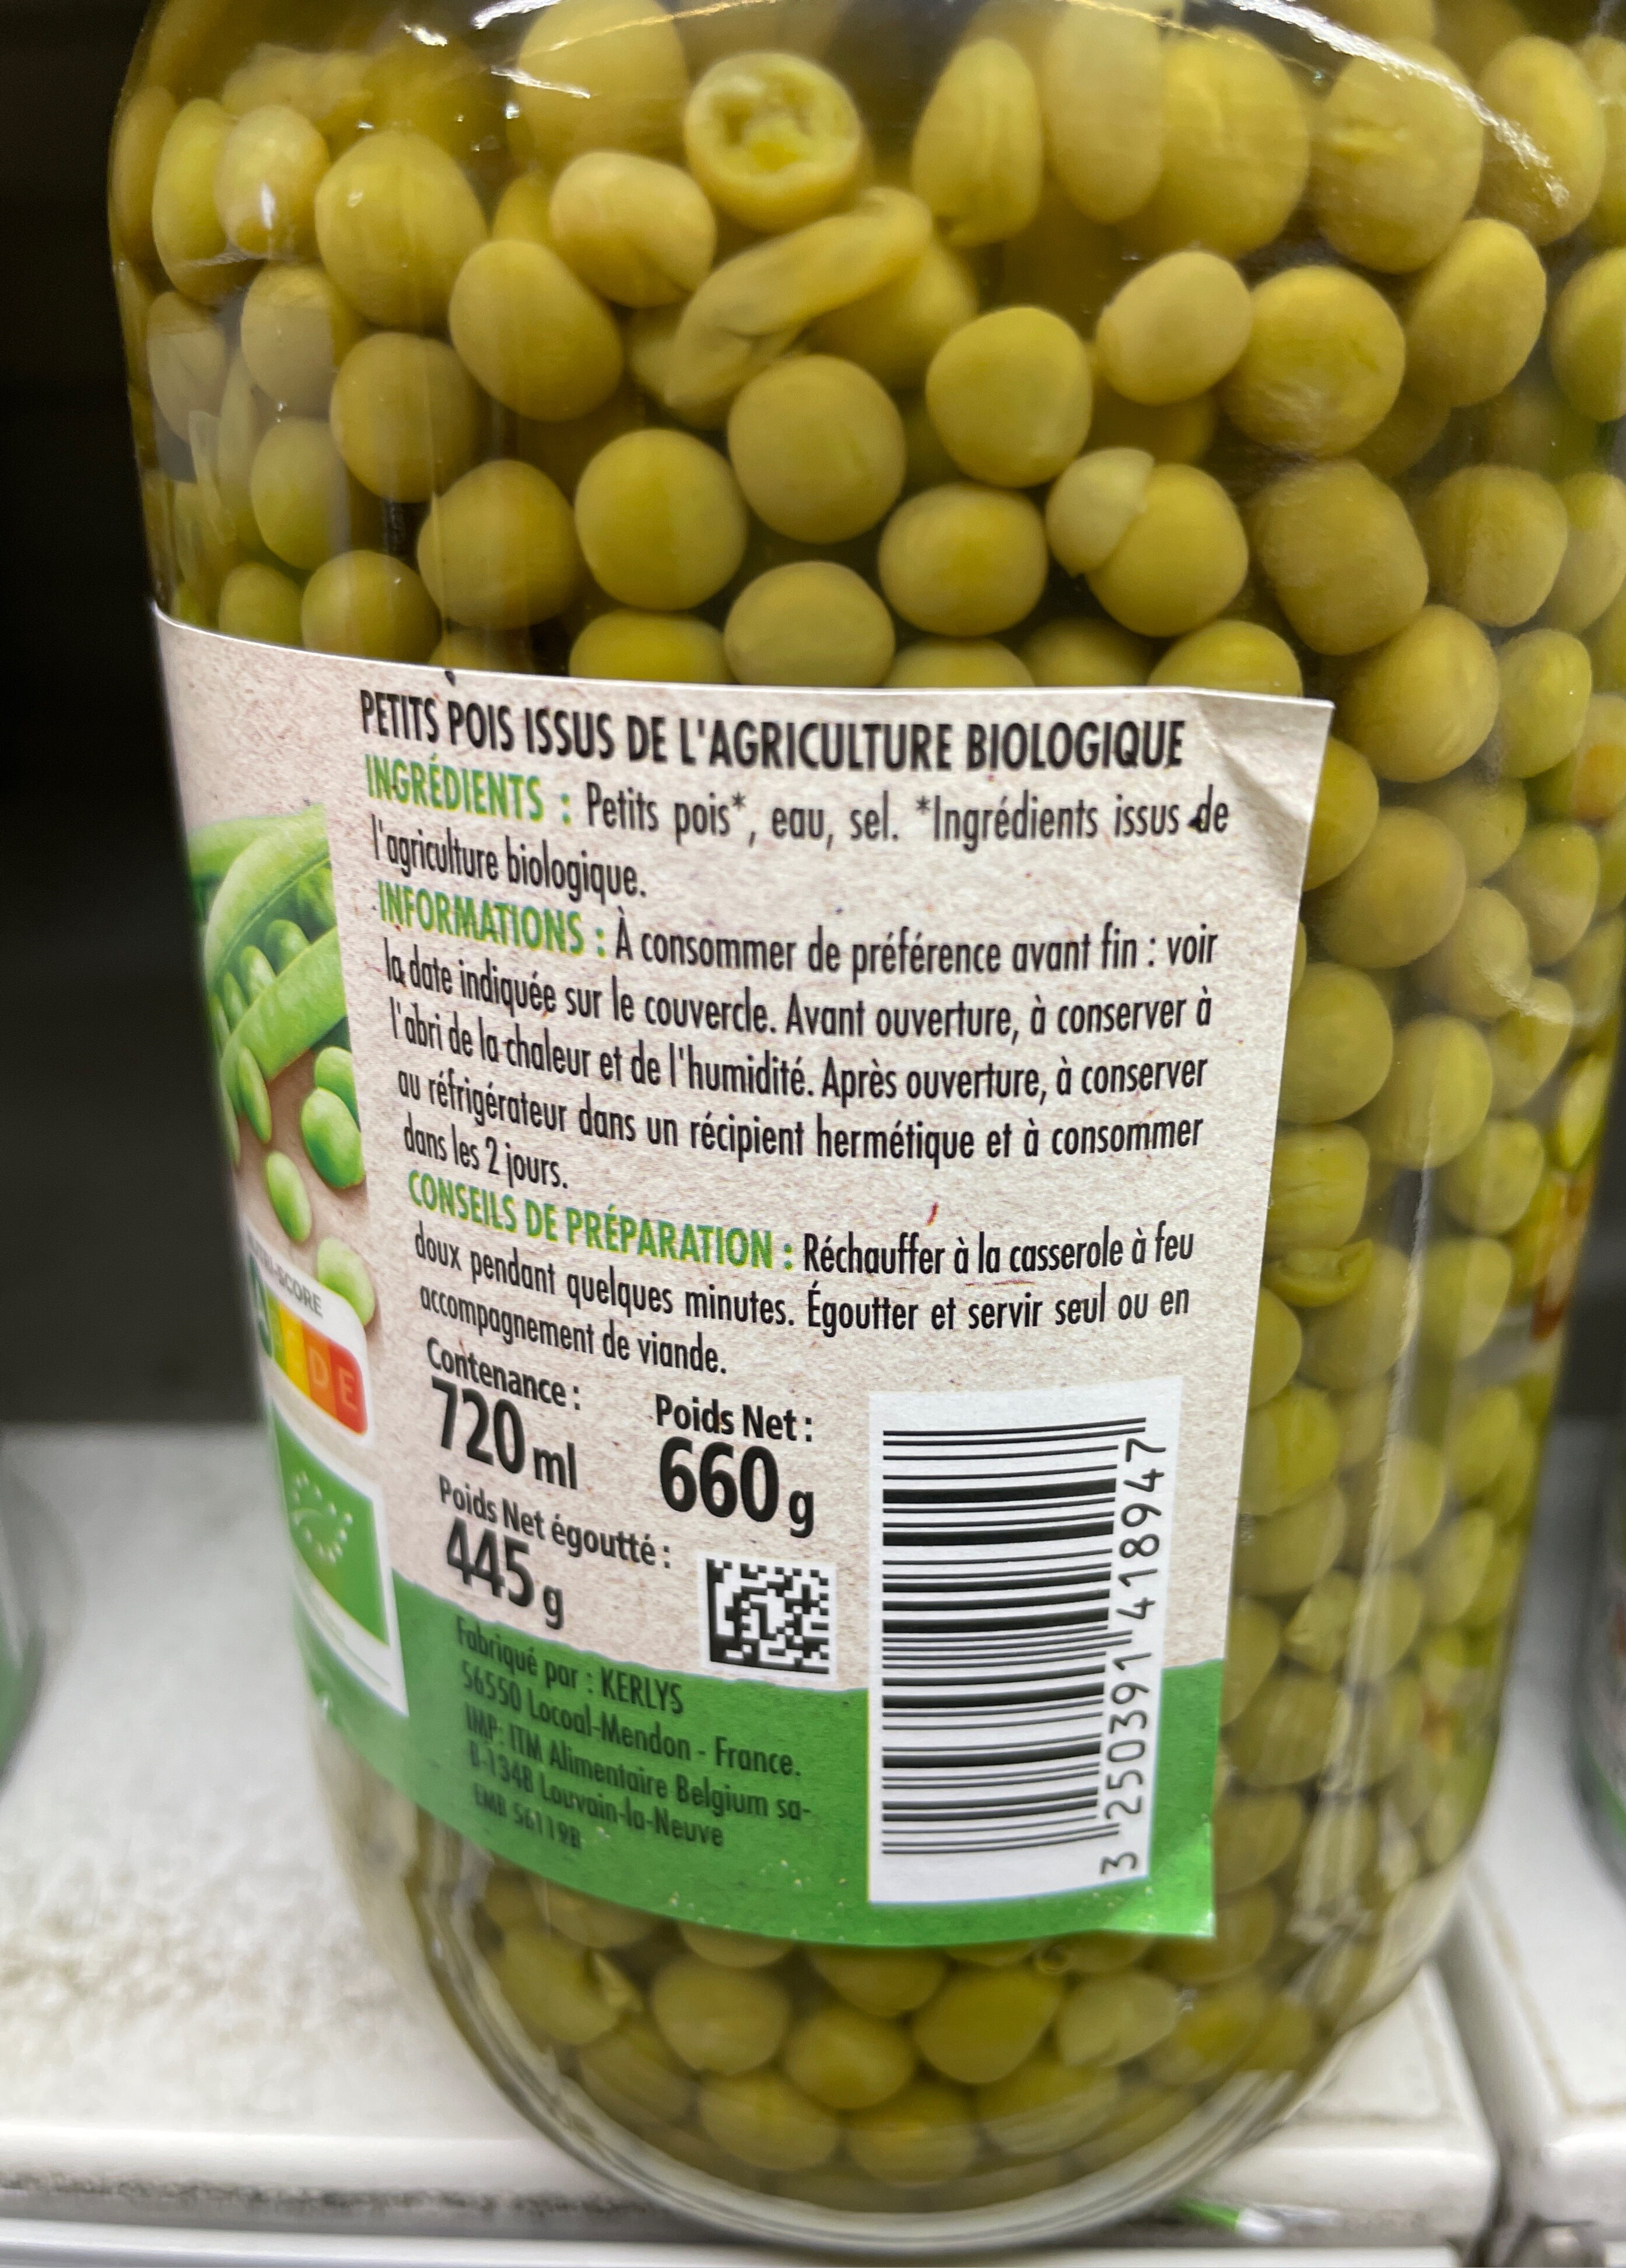 PETITS POIS ISSUS DE L'AGRICULTURE BIOLOGIQUE
INGRÉDIENTS : Petits pois*, eau, sel. *Ingrédients issus de
l'agriculture biologique.
INFORMATIONS : À consommer de préférence avant fin : voir
la date indiquée sur le couvercle. Avant ouverture, à conserver à
l'abri de la chaleur et de l'humidité. Après ouverture, à conserver
au réfrigérateur dans un récipient hermétique et à consommer
dans les 2 jours.
CONSEILS DE PRÉPARATION : Réchauffer à la casserole à feu
doux pendant quelques minutes. Égoutter et servir seul ou en
accompagnement de viande.
Contenance :
720 ml
Poids Net :
660 g
Poids Net égoutté :
445 g
Fabriqué par : KERLYS
56550 Locoal-Mendon - France.
IMP: ITM Alimentaire Belgium sa-
B-1348 Louvain-la-Neuve
EMB 56119B
3 250391 418947
-SCORE
D E